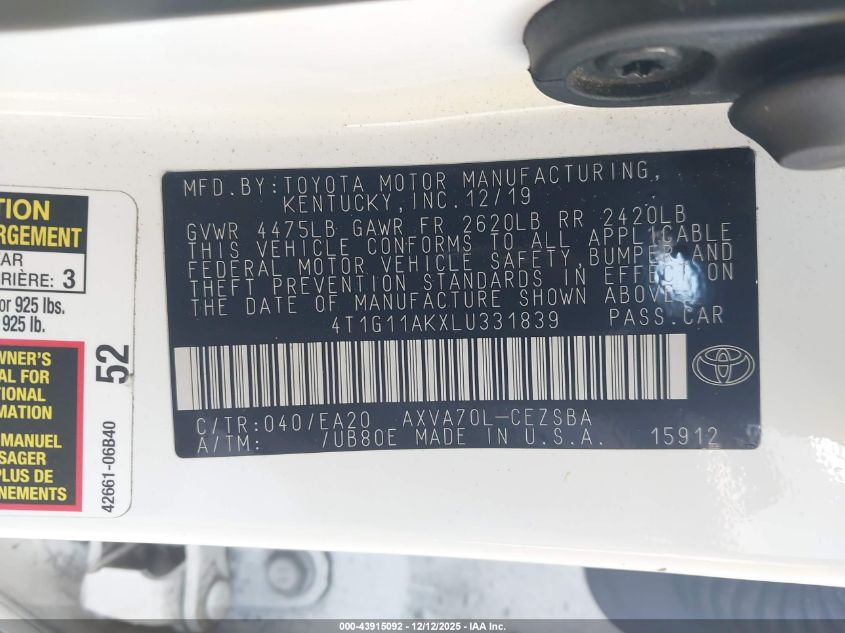 MFD.BY:TOYOTA MOTOR MANUFACTURING,
KENTUCKY,INC.12/19
GVWR 4475LB GAWR FR 2620LB RR 2420LB
THIS VEHICLE CONFORMS TO ALL APPLICABLE
FEDERAL MOTOR VEHICLE SAFETY,BUMPER AND
THEFT PREVENTION STANDARDS IN EFFECT ON
THE DATE OF MANUFACTURE SHOWN ABOVE.
4T1G11AKXLU331839 PASS.CAR
C/TR:040/EA20 AXVA70L-CEZSBA
A/TM: /UB80E MADE IN U.S.A. 15912
TION
RGEMENT
AR
RIÈRE: 3
or 925 lbs.
925 lb.
WNER'S
AL FOR
TIONAL
MATION
MANUEL
SAGER
PLUS DE
NEMENTS
52
42661-06B40
000-43915092 - 12/12/2025 - IAA Inc.